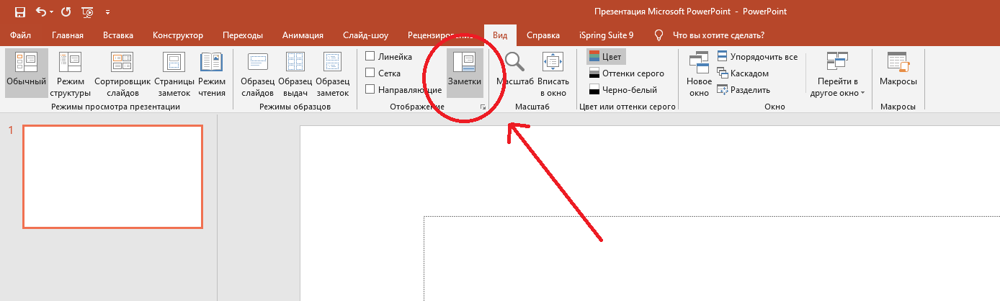 Презентация Microsoft PowerPoint - PowerPoint
Файл Главная Вставка Конструктор Переходы Анимация Слайд-шоу Рецензирование Вид Справка iSpring Suite 9 Что вы хотите сделать?
Обычный
Режим структуры
Сортировщик слайдов
Страницы заметок
Режим чтения
Режимы просмотра презентации
Образец слайдов
Образец выдач
Образец заметок
Режимы образцов
Линейка
Сетка
Направляющие
Заметки
Отображение
Масштаб
Вписать в окно
Масштаб
Цвет
Оттенки серого
Черно-белый
Цвет или оттенки серого
Новое окно
Упорядочить все
Каскадом
Разделить
Перейти в другое окно
Окно
Макросы
Макросы
1